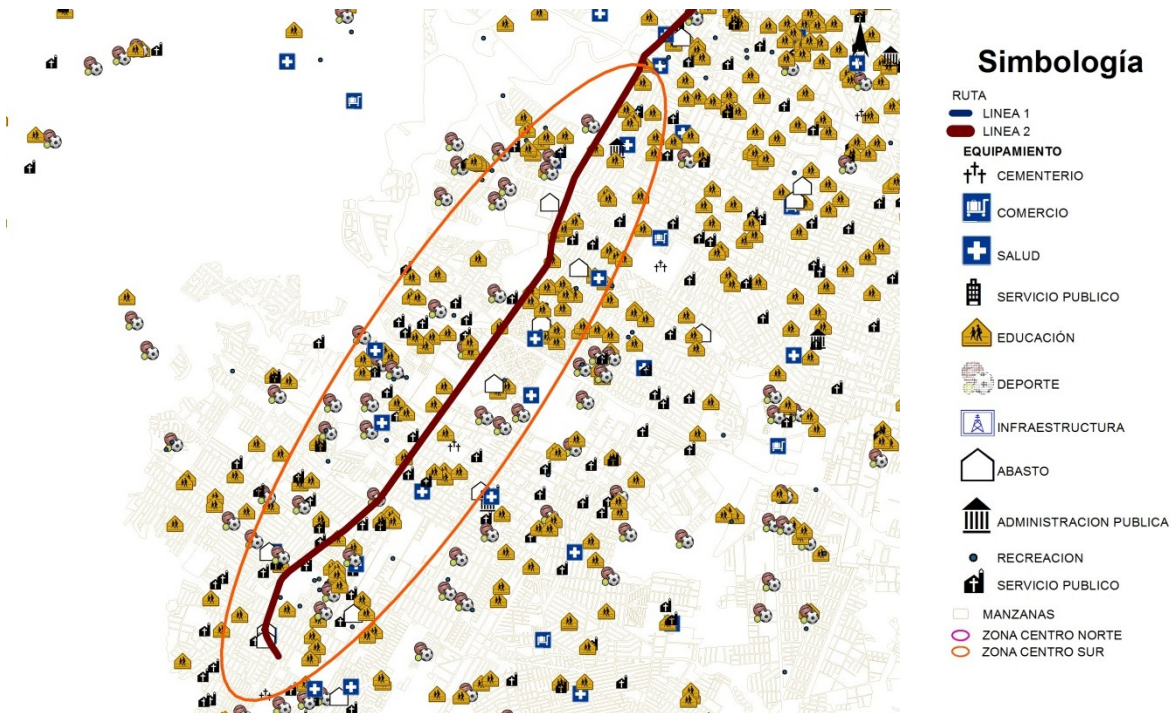 Simbología
RUTA
LINEA 1
LINEA 2
EQUIPAMIENTO
CEMENTERIO
COMERCIO
SALUD
SERVICIO PUBLICO
EDUCACIÓN
DEPORTE
INFRAESTRUCTURA
ABASTO
ADMINISTRACION PUBLICA
RECREACION
SERVICIO PUBLICO
MANZANAS
ZONA CENTRO NORTE
ZONA CENTRO SUR